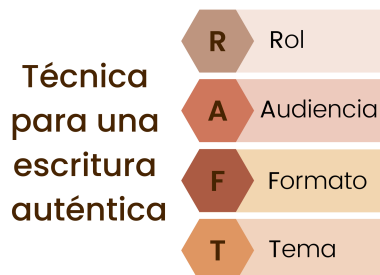 Técnica
para una
escritura
auténtica
R Rol
A Audiencia
F Formato
T Tema